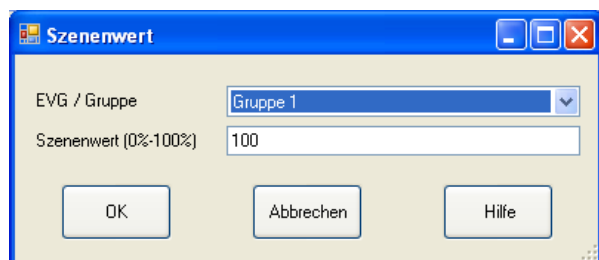 Szenenwert
EVG / Gruppe Gruppe 1
Szenenwert (0%-100%) 100
OK Abbrechen Hilfe